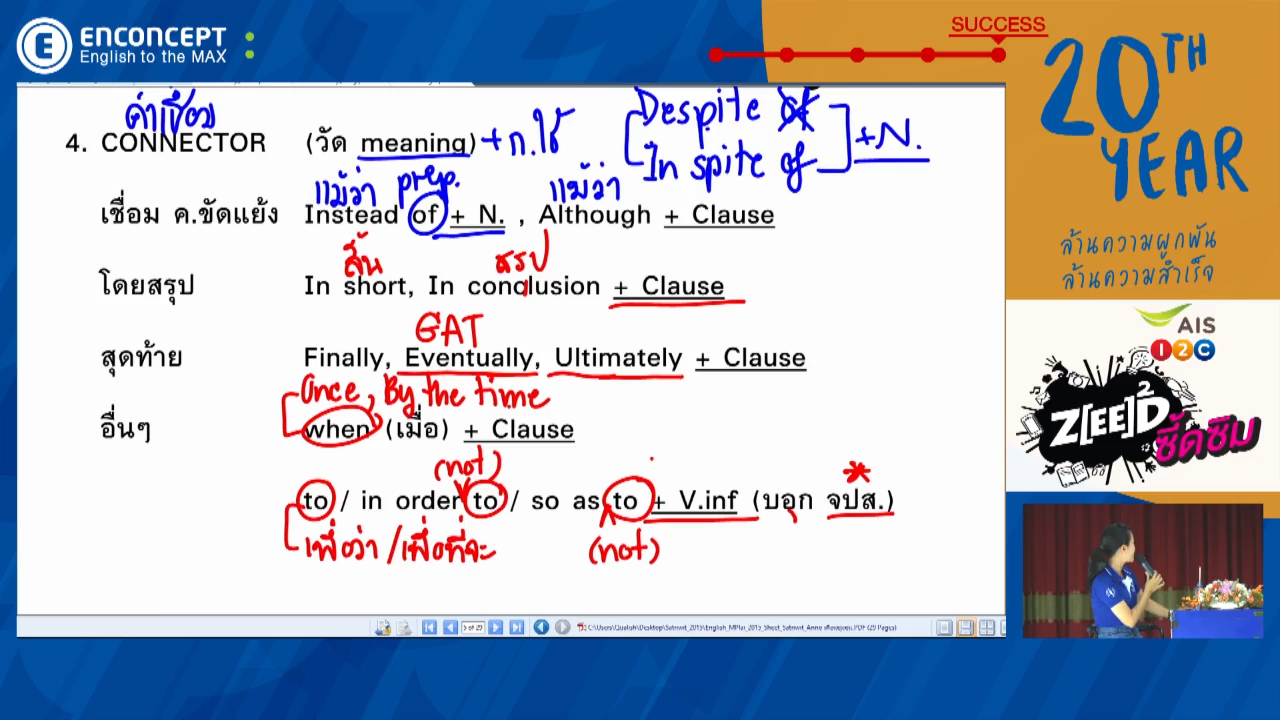 ENCONCEPT
English to the MAX
SUCCESS
20TH
YEAR
ล้านความผูกพัน
ล้านความสำเร็จ
AIS
12C
Z[EE]D2
ซี้ดซิม
คำเชื่อม
Despite of
In spite of
+N.
4. CONNECTOR (วัด meaning) + ก.ใช้
แม้ว่า prep. แม้ว่า
เชื่อม ค.ขัดแย้ง Instead of + N. , Although + Clause
สั้น สรุป
โดยสรุป In short, In conclusion + Clause
GAT
สุดท้าย Finally, Eventually, Ultimately + Clause
Once, By the time
อื่นๆ when (เมื่อ) + Clause
(not)
to / in order to / so as to + V.inf (บอก จปส.)
เพื่อว่า / เพื่อที่จะ (not)
5 of 29